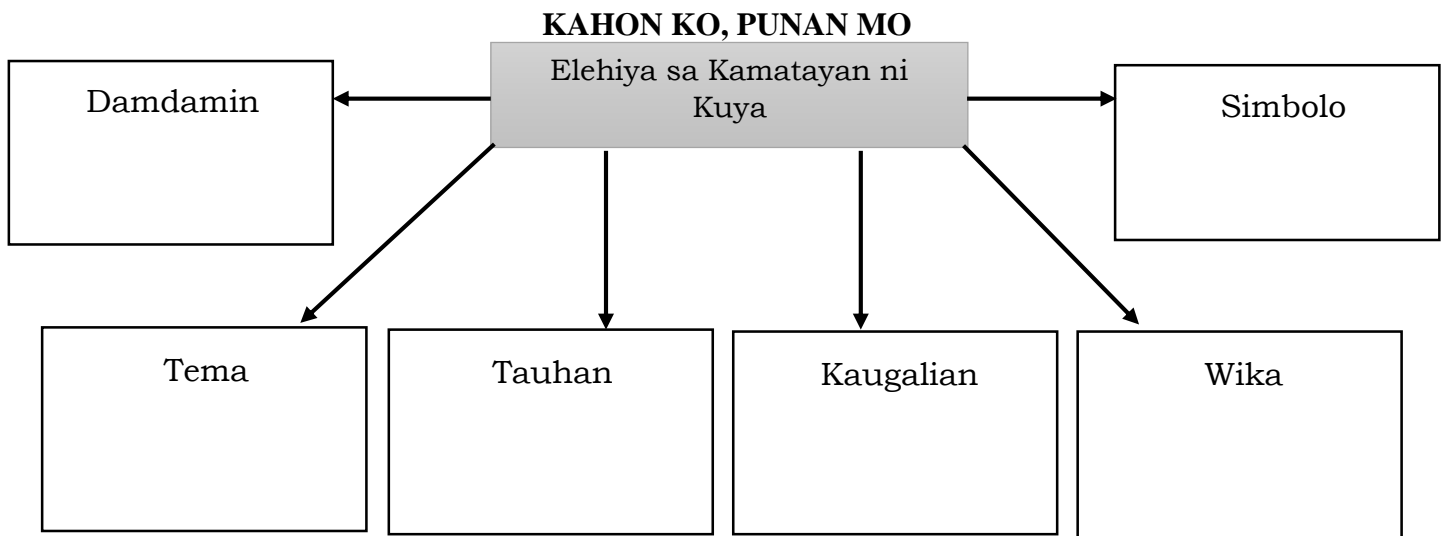 KAHON KO, PUNAN MO
Elehiya sa Kamatayan ni
Kuya
Damdamin
Simbolo
Tema
Tauhan
Kaugalian
Wika